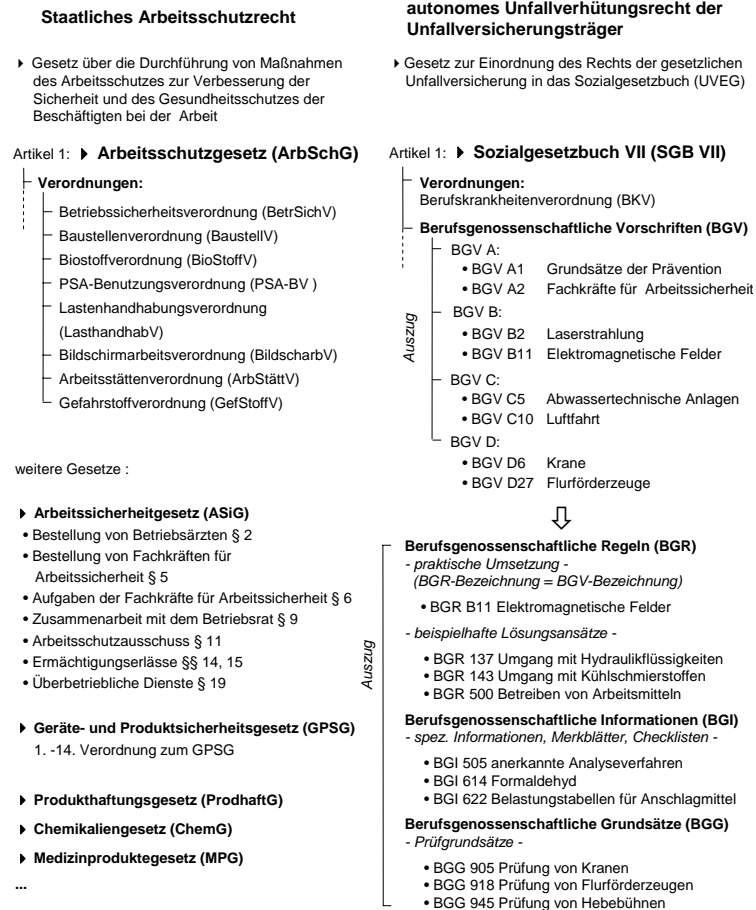 Staatliches Arbeitsschutzrecht
Gesetz über die Durchführung von Maßnahmen
des Arbeitsschutzes zur Verbesserung der
Sicherheit und des Gesundheitsschutzes der
Beschäftigten bei der Arbeit
Artikel 1: Arbeitsschutzgesetz (ArbSchG)
Verordnungen:
Betriebssicherheitsverordnung (BetrSichV)
Baustellenverordnung (BaustellV)
Biostoffverordnung (BioStoffV)
PSA-Benutzungsverordnung (PSA-BV )
Lastenhandhabungsverordnung
(LasthandhabV)
Bildschirmarbeitsverordnung (BildscharbV)
Arbeitsstättenverordnung (ArbStättV)
Gefahrstoffverordnung (GefStoffV)
weitere Gesetze :
Arbeitssicherheitgesetz (ASiG)
• Bestellung von Betriebsärzten § 2
• Bestellung von Fachkräften für
Arbeitssicherheit § 5
• Aufgaben der Fachkräfte für Arbeitssicherheit § 6
• Zusammenarbeit mit dem Betriebsrat § 9
• Arbeitsschutzausschuss § 11
• Ermächtigungserlässe §§ 14, 15
• Überbetriebliche Dienste § 19
Geräte- und Produktsicherheitsgesetz (GPSG)
1. -14. Verordnung zum GPSG
Produkthaftungsgesetz (ProdhaftG)
Chemikaliengesetz (ChemG)
Medizinproduktegesetz (MPG)
...
autonomes Unfallverhütungsrecht der
Unfallversicherungsträger
Gesetz zur Einordnung des Rechts der gesetzlichen
Unfallversicherung in das Sozialgesetzbuch (UVEG)
Artikel 1: Sozialgesetzbuch VII (SGB VII)
Verordnungen:
Berufskrankheitenverordnung (BKV)
Berufsgenossenschaftliche Vorschriften (BGV)
Auszug
BGV A:
• BGV A1 Grundsätze der Prävention
• BGV A2 Fachkräfte für Arbeitssicherheit
BGV B:
• BGV B2 Laserstrahlung
• BGV B11 Elektromagnetische Felder
BGV C:
• BGV C5 Abwassertechnische Anlagen
• BGV C10 Luftfahrt
BGV D:
• BGV D6 Krane
• BGV D27 Flurförderzeuge
Auszug
Berufsgenossenschaftliche Regeln (BGR)
- praktische Umsetzung -
(BGR-Bezeichnung = BGV-Bezeichnung)
• BGR B11 Elektromagnetische Felder
- beispielhafte Lösungsansätze -
• BGR 137 Umgang mit Hydraulikflüssigkeiten
• BGR 143 Umgang mit Kühlschmierstoffen
• BGR 500 Betreiben von Arbeitsmitteln
Berufsgenossenschaftliche Informationen (BGI)
- spez. Informationen, Merkblätter, Checklisten -
• BGI 505 anerkannte Analyseverfahren
• BGI 614 Formaldehyd
• BGI 622 Belastungstabellen für Anschlagmittel
Berufsgenossenschaftliche Grundsätze (BGG)
- Prüfgrundsätze -
• BGG 905 Prüfung von Kranen
• BGG 918 Prüfung von Flurförderzeugen
• BGG 945 Prüfung von Hebebühnen